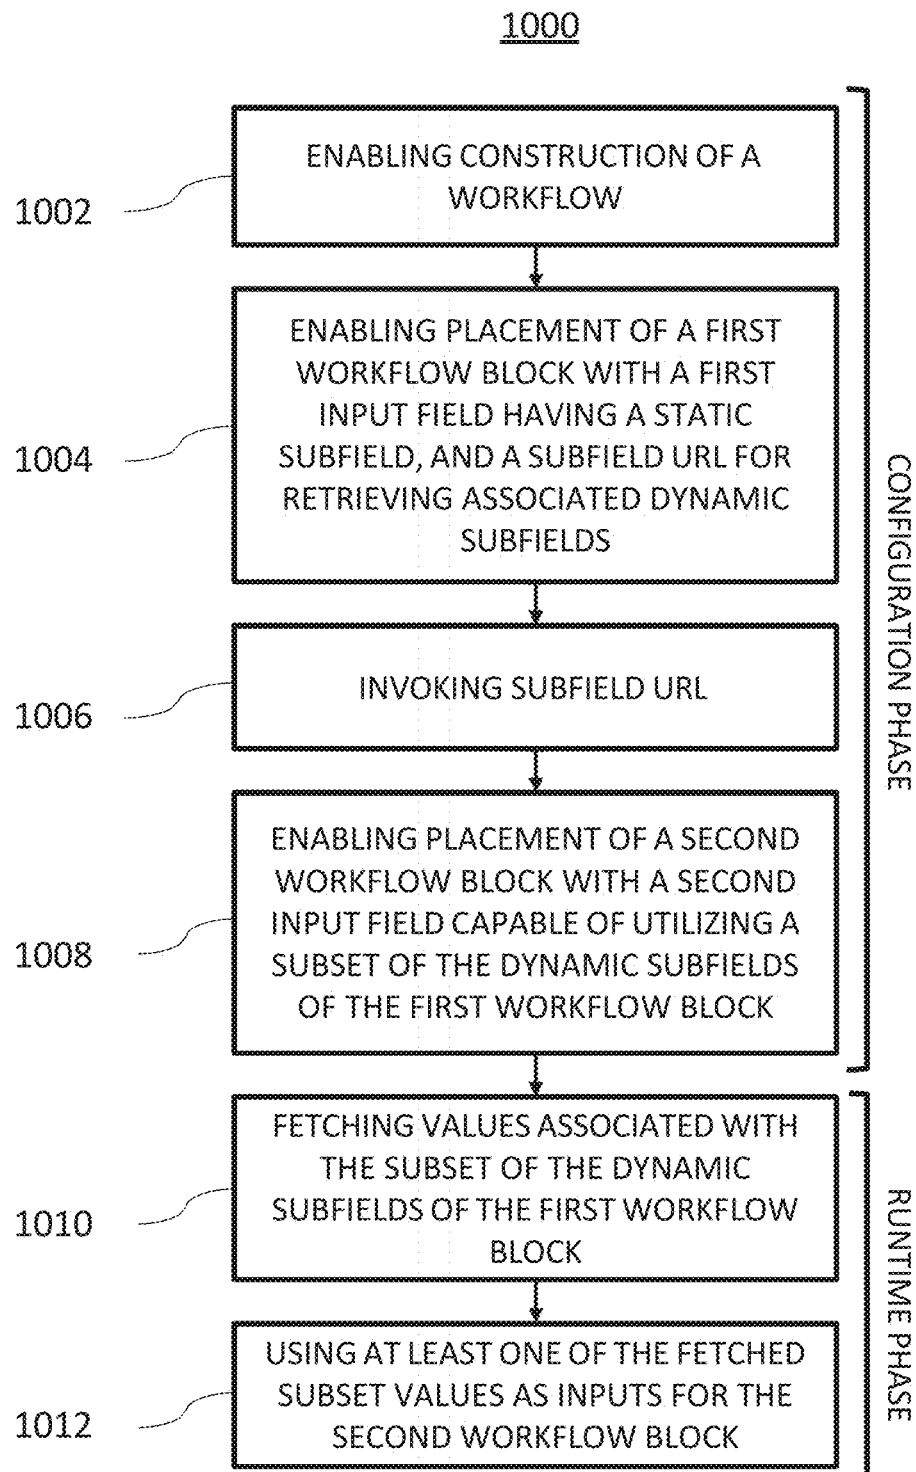 1000
ENABLING CONSTRUCTION OF A
WORKFLOW
1002
ENABLING PLACEMENT OF A FIRST
WORKFLOW BLOCK WITH A FIRST
INPUT FIELD HAVING A STATIC
SUBFIELD, AND A SUBFIELD URL FOR
RETRIEVING ASSOCIATED DYNAMIC
SUBFIELDS
1004
INVOKING SUBFIELD URL
1006
ENABLING PLACEMENT OF A SECOND
WORKFLOW BLOCK WITH A SECOND
INPUT FIELD CAPABLE OF UTILIZING A
SUBSET OF THE DYNAMIC SUBFIELDS
OF THE FIRST WORKFLOW BLOCK
1008
CONFIGURATION PHASE
FETCHING VALUES ASSOCIATED WITH
THE SUBSET OF THE DYNAMIC
SUBFIELDS OF THE FIRST WORKFLOW
BLOCK
1010
USING AT LEAST ONE OF THE FETCHED
SUBSET VALUES AS INPUTS FOR THE
SECOND WORKFLOW BLOCK
1012
RUNTIME PHASE